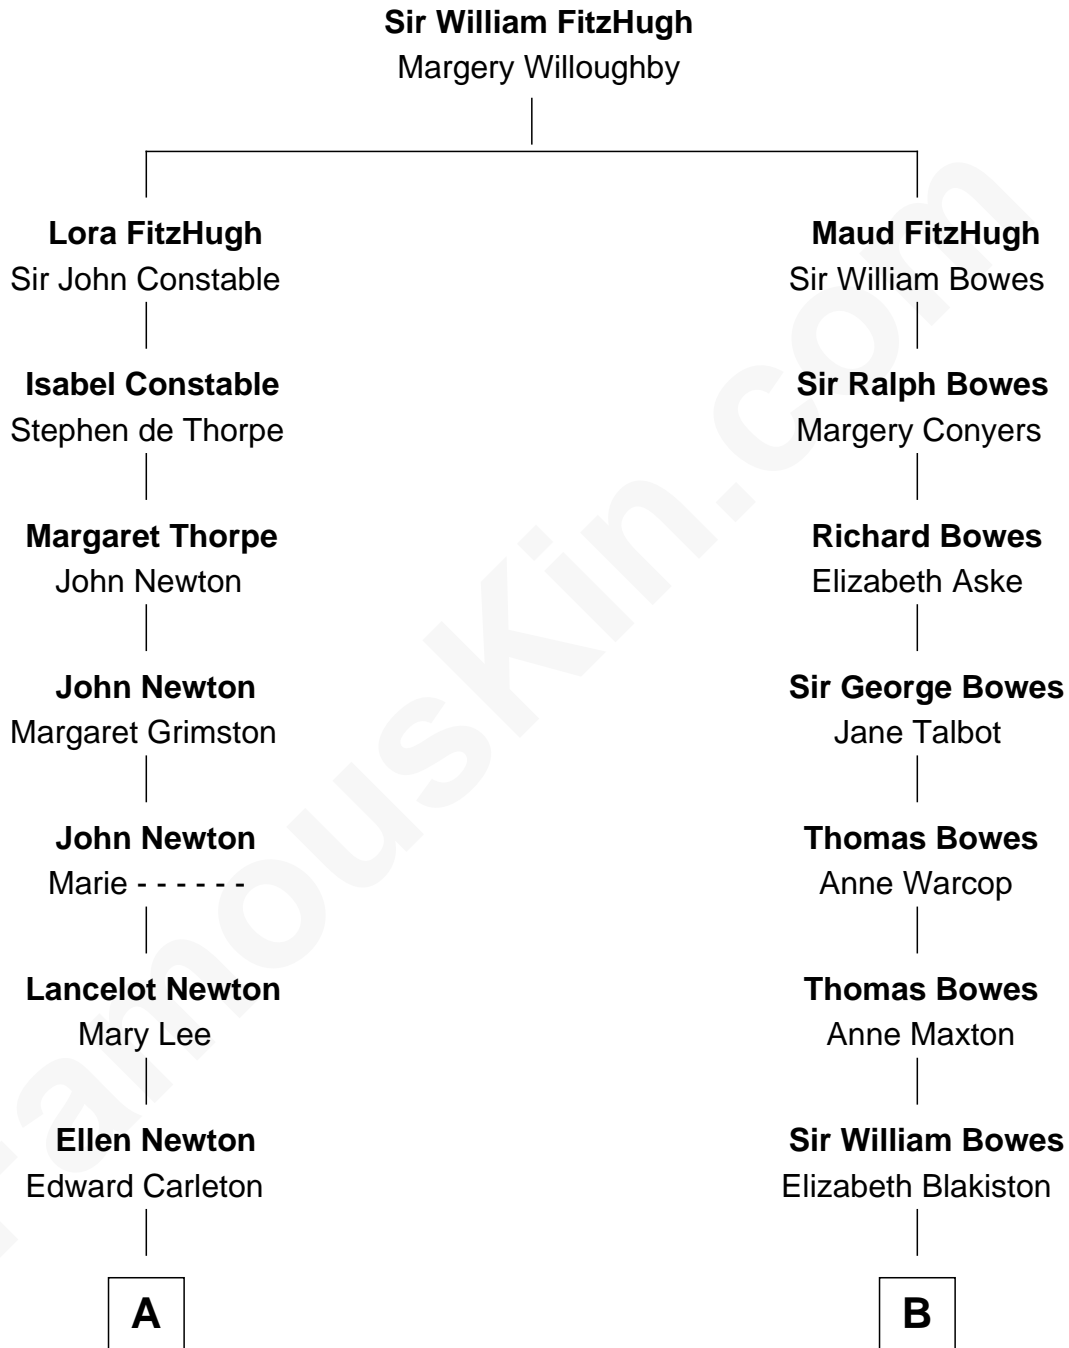 Sir William FitzHugh
Margery Willoughby
Lora FitzHugh
Sir John Constable
Maud FitzHugh
Sir William Bowes
Isabel Constable
Stephen de Thorpe
Sir Ralph Bowes
Margery Conyers
Margaret Thorpe
John Newton
Richard Bowes
Elizabeth Aske
John Newton
Margaret Grimston
Sir George Bowes
Jane Talbot
John Newton
Marie - - - - - -
Thomas Bowes
Anne Warcop
Lancelot Newton
Mary Lee
Thomas Bowes
Anne Maxton
Ellen Newton
Edward Carleton
Sir William Bowes
Elizabeth Blakiston
A
B
FamousKin.com